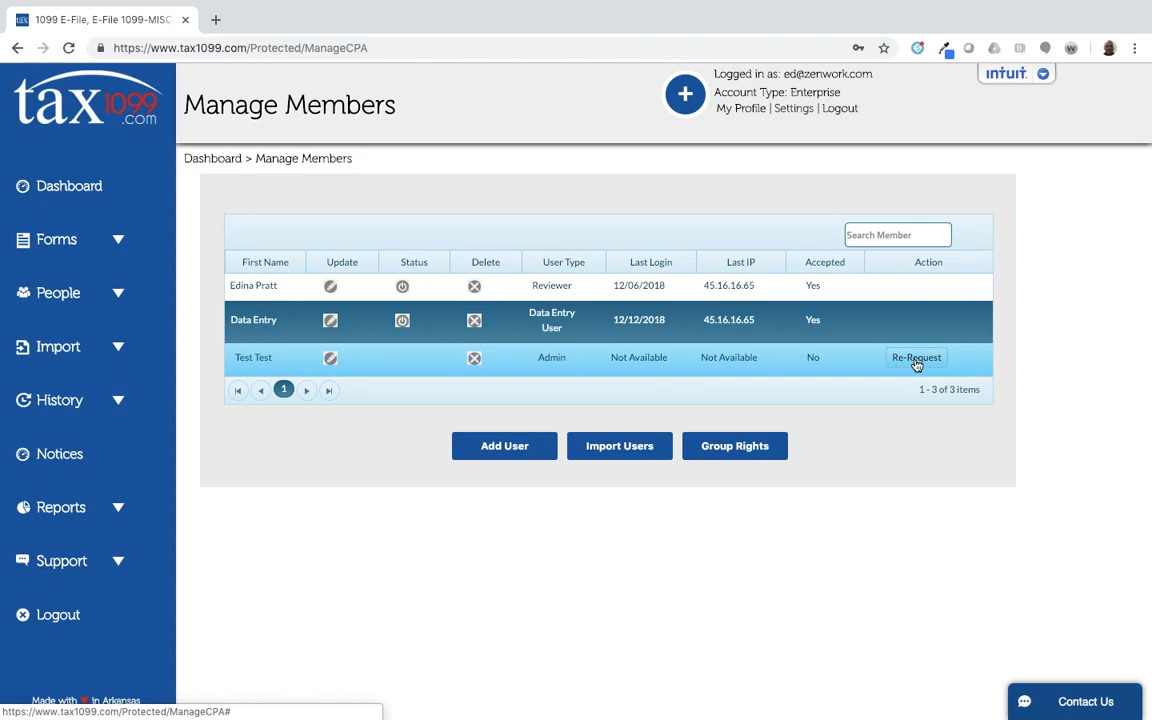 1099 E-File, E-File 1099-MISC,
https://www.tax1099.com/Protected/ManageCPA
tax1099
.com
Manage Members
Logged in as: ed@zenwork.com
Account Type: Enterprise
My Profile | Settings | Logout
intuit.
Dashboard > Manage Members
Dashboard
Forms
People
Import
History
Notices
Reports
Support
Logout
Search Member
First Name Update Status Delete User Type Last Login Last IP Accepted Action
Edina Pratt Reviewer 12/06/2018 45.16.16.65 Yes
Data Entry Data Entry User 12/12/2018 45.16.16.65 Yes
Test Test Admin Not Available Not Available No Re-Request
1
1 - 3 of 3 items
Add User Import Users Group Rights
Made with in Arkansas
https://www.tax1099.com/Protected/ManageCPA#
Contact Us